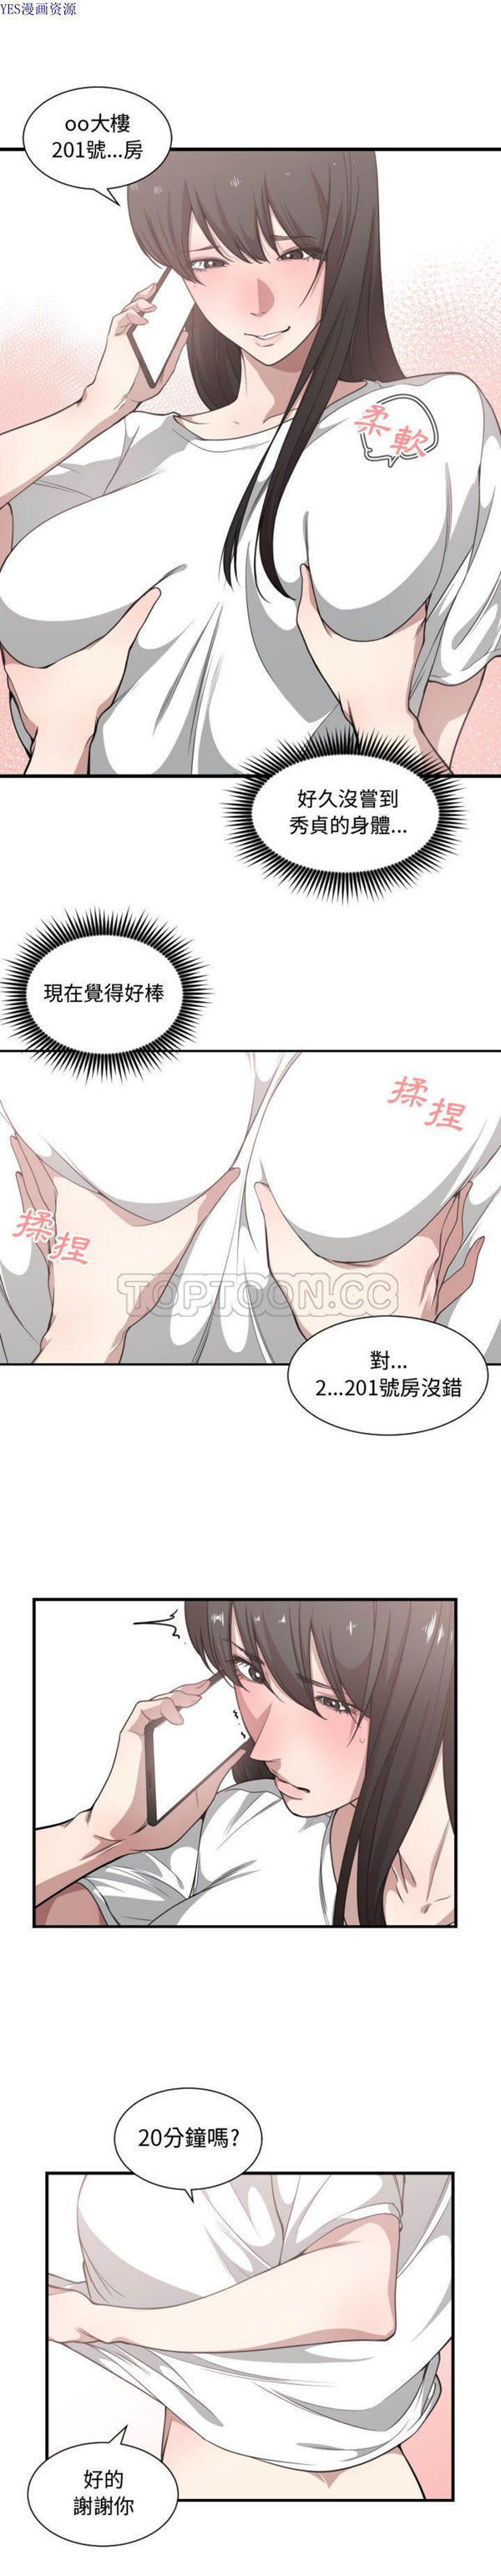 YES漫画资源
oo大樓
201號...房
柔軟
好久沒嘗到
秀貞的身體...
現在覺得好棒
揉捏
揉捏
TOPTOON.CC
對...
2...201號房沒錯
20分鐘嗎?
好的
謝謝你